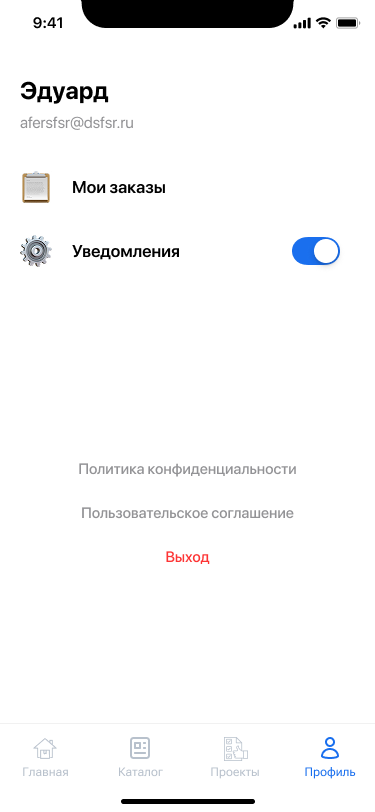 9:41
Эдуард
afersfsr@dsfsr.ru
Мои заказы
Уведомления
Политика конфиденциальности
Пользовательское соглашение
Выход
Главная
Каталог
Проекты
Профиль